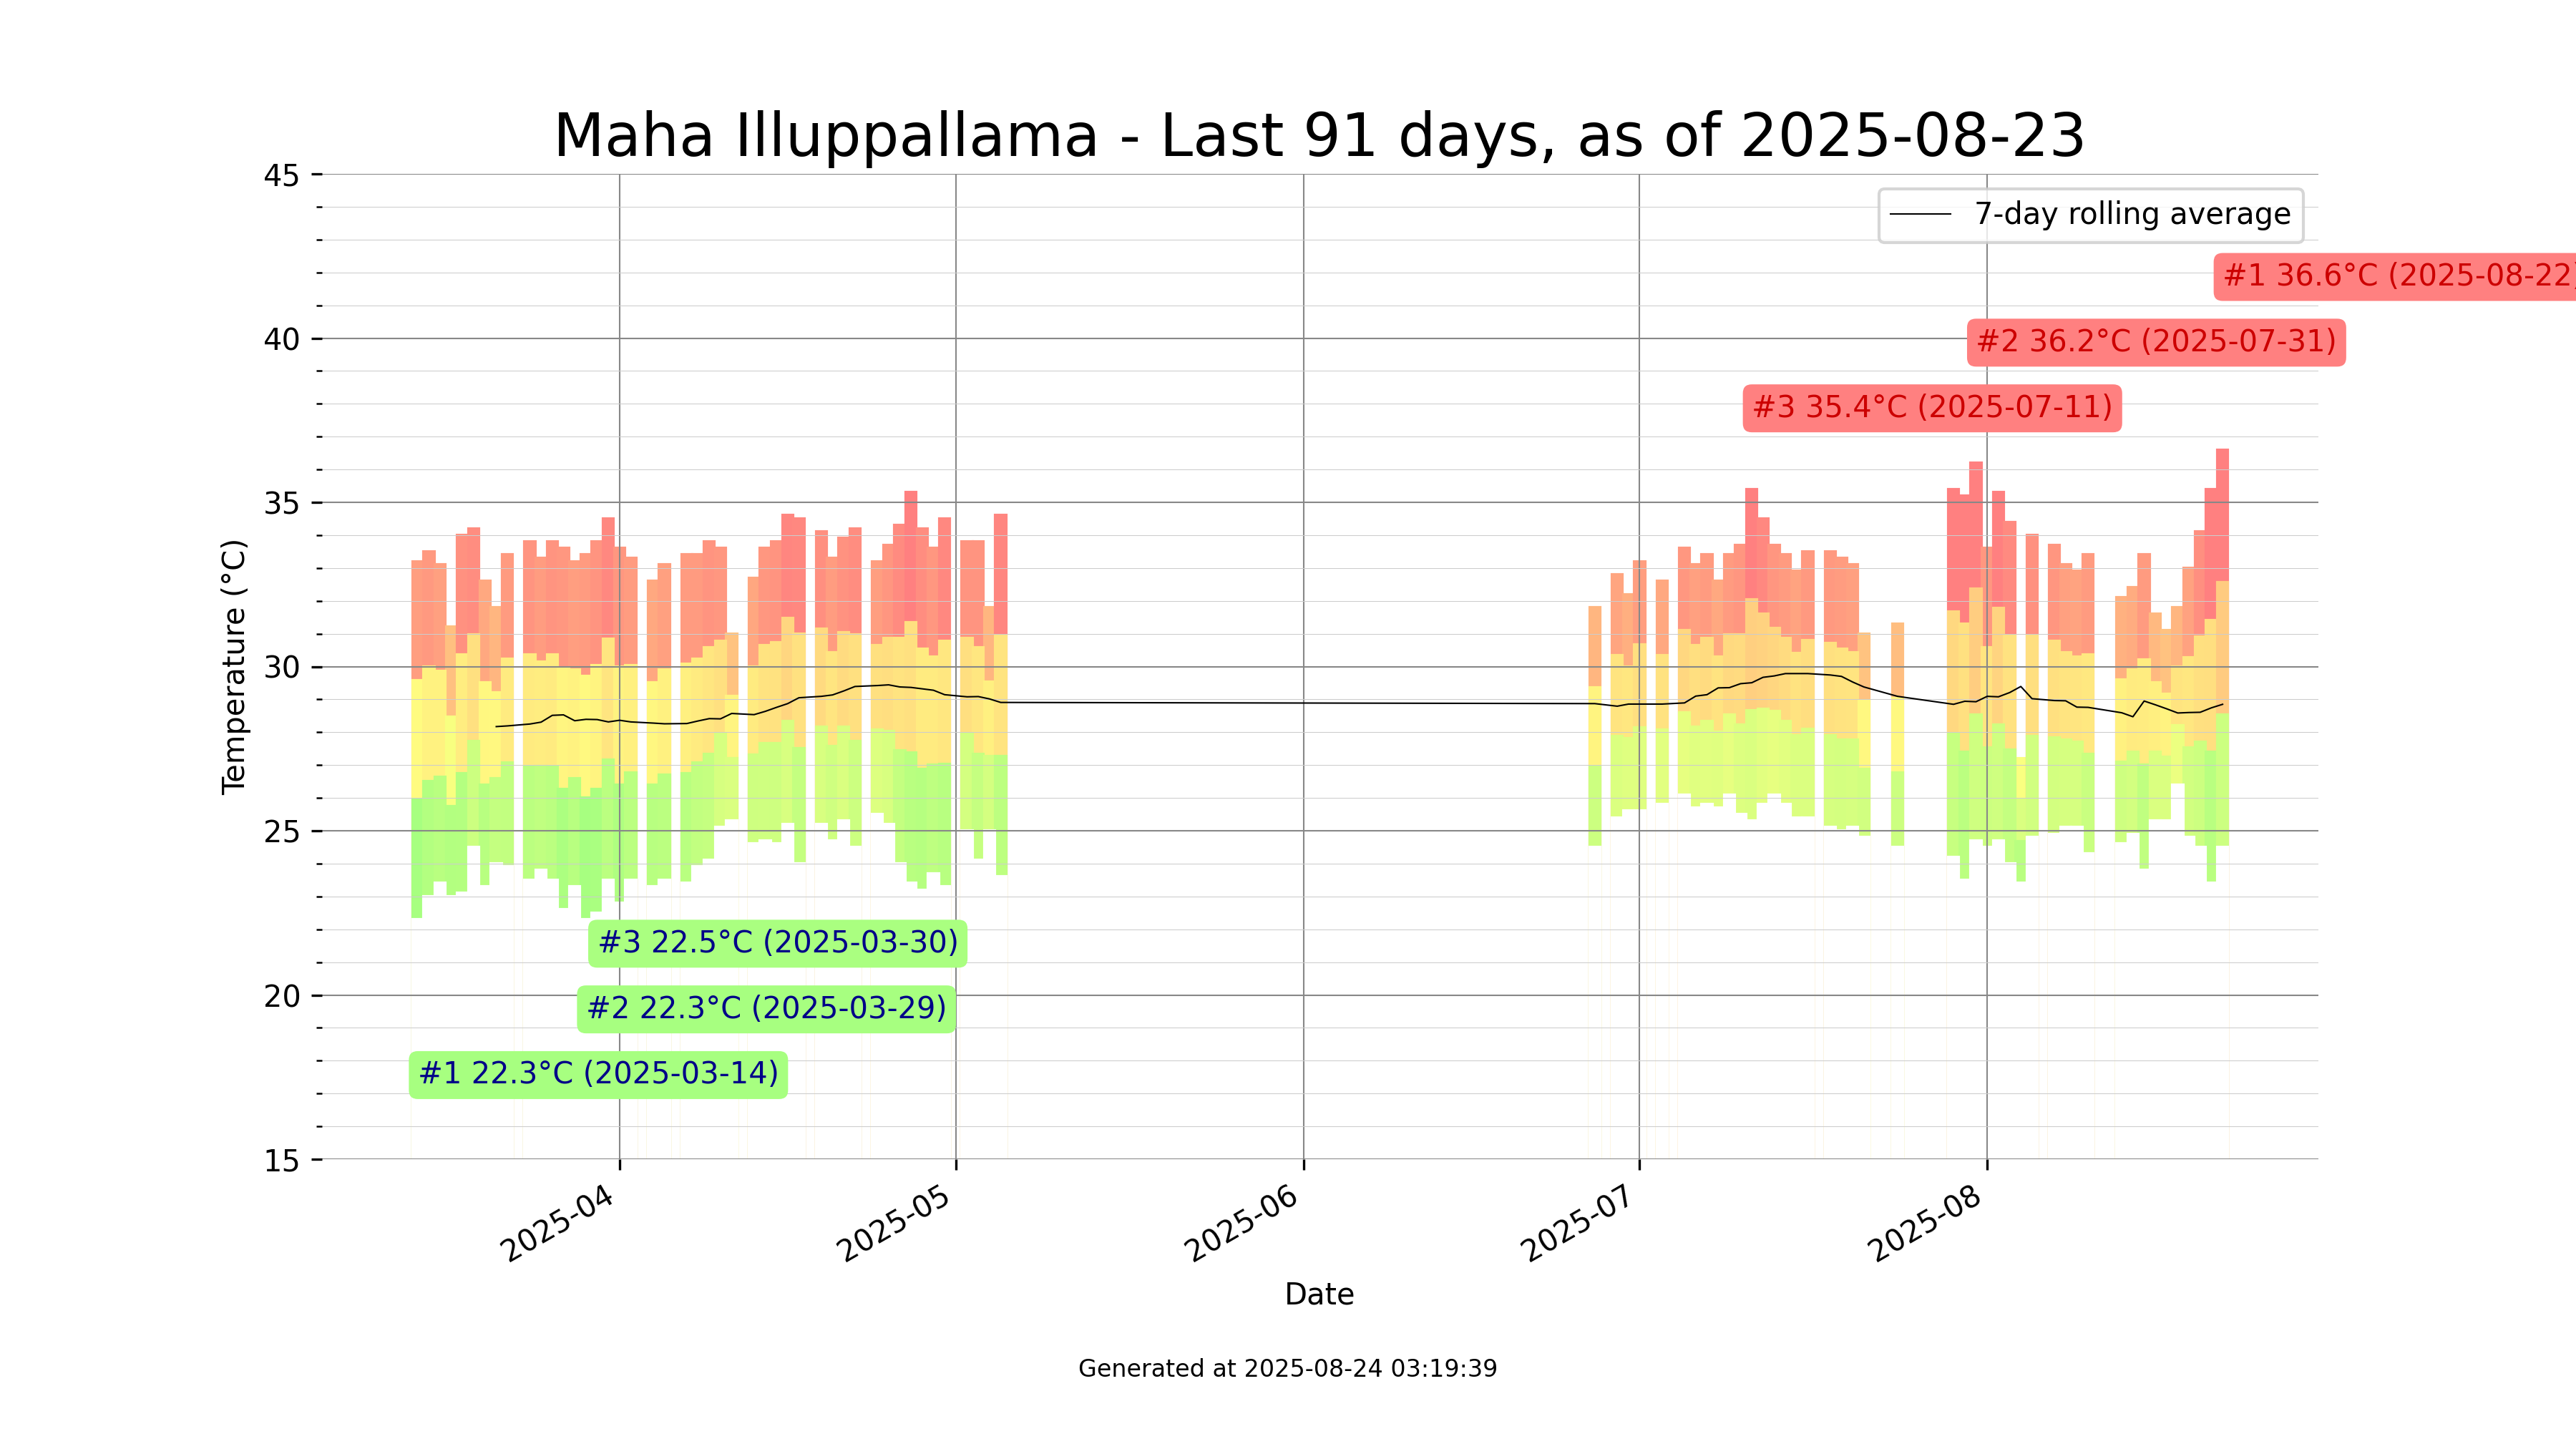 Maha Illuppallama - Last 91 days, as of 2025-08-23
45
40
35
30
25
20
15
Temperature (°C)
7-day rolling average
#1 36.6°C (2025-08-22)
#2 36.2°C (2025-07-31)
#3 35.4°C (2025-07-11)
#3 22.5°C (2025-03-30)
#2 22.3°C (2025-03-29)
#1 22.3°C (2025-03-14)
2025-04
2025-05
2025-06
2025-07
2025-08
Date
Generated at 2025-08-24 03:19:39